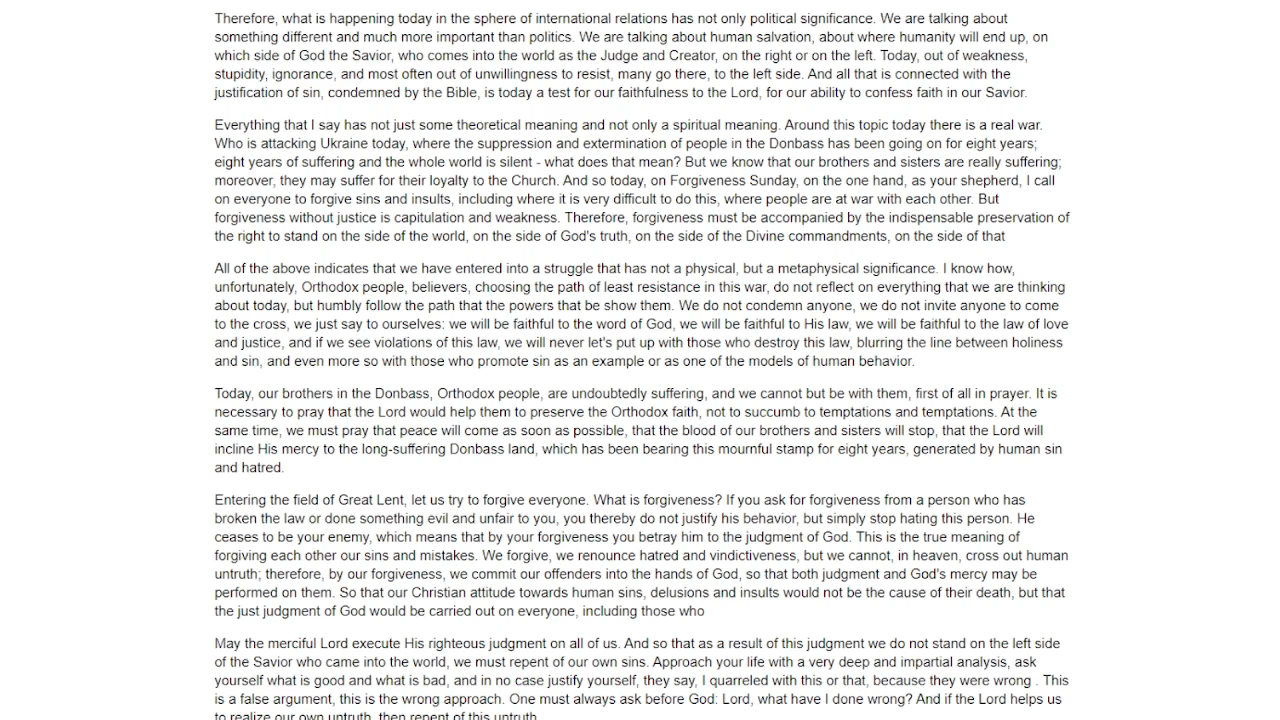 Therefore, what is happening today in the sphere of international relations has not only political significance. We are talking about
something different and much more important than politics. We are talking about human salvation, about where humanity will end up, on
which side of God the Savior, who comes into the world as the Judge and Creator, on the right or on the left. Today, out of weakness,
stupidity, ignorance, and most often out of unwillingness to resist, many go there, to the left side. And all that is connected with the
justification of sin, condemned by the Bible, is today a test for our faithfulness to the Lord, for our ability to confess faith in our Savior.
Everything that I say has not just some theoretical meaning and not only a spiritual meaning. Around this topic today there is a real war.
Who is attacking Ukraine today, where the suppression and extermination of people in the Donbass has been going on for eight years;
eight years of suffering and the whole world is silent - what does that mean? But we know that our brothers and sisters are really suffering;
moreover, they may suffer for their loyalty to the Church. And so today, on Forgiveness Sunday, on the one hand, as your shepherd, I call
on everyone to forgive sins and insults, including where it is very difficult to do this, where people are at war with each other. But
forgiveness without justice is capitulation and weakness. Therefore, forgiveness must be accompanied by the indispensable preservation of
the right to stand on the side of the world, on the side of God's truth, on the side of the Divine commandments, on the side of that
All of the above indicates that we have entered into a struggle that has not a physical, but a metaphysical significance. I know how,
unfortunately, Orthodox people, believers, choosing the path of least resistance in this war, do not reflect on everything that we are thinking
about today, but humbly follow the path that the powers that be show them. We do not condemn anyone, we do not invite anyone to come
to the cross, we just say to ourselves: we will be faithful to the word of God, we will be faithful to His law, we will be faithful to the law of love
and justice, and if we see violations of this law, we will never let's put up with those who destroy this law, blurring the line between holiness
and sin, and even more so with those who promote sin as an example or as one of the models of human behavior.
Today, our brothers in the Donbass, Orthodox people, are undoubtedly suffering, and we cannot but be with them, first of all in prayer. It is
necessary to pray that the Lord would help them to preserve the Orthodox faith, not to succumb to temptations and temptations. At the
same time, we must pray that peace will come as soon as possible, that the blood of our brothers and sisters will stop, that the Lord will
incline His mercy to the long-suffering Donbass land, which has been bearing this mournful stamp for eight years, generated by human sin
and hatred.
Entering the field of Great Lent, let us try to forgive everyone. What is forgiveness? If you ask for forgiveness from a person who has
broken the law or done something evil and unfair to you, you thereby do not justify his behavior, but simply stop hating this person. He
ceases to be your enemy, which means that by your forgiveness you betray him to the judgment of God. This is the true meaning of
forgiving each other our sins and mistakes. We forgive, we renounce hatred and vindictiveness, but we cannot, in heaven, cross out human
untruth; therefore, by our forgiveness, we commit our offenders into the hands of God, so that both judgment and God's mercy may be
performed on them. So that our Christian attitude towards human sins, delusions and insults would not be the cause of their death, but that
the just judgment of God would be carried out on everyone, including those who
May the merciful Lord execute His righteous judgment on all of us. And so that as a result of this judgment we do not stand on the left side
of the Savior who came into the world, we must repent of our own sins. Approach your life with a very deep and impartial analysis, ask
yourself what is good and what is bad, and in no case justify yourself, they say, I quarreled with this or that, because they were wrong . This
is a false argument, this is the wrong approach. One must always ask before God: Lord, what have I done wrong? And if the Lord helps us
to realize our own untruth, then repent of this untruth